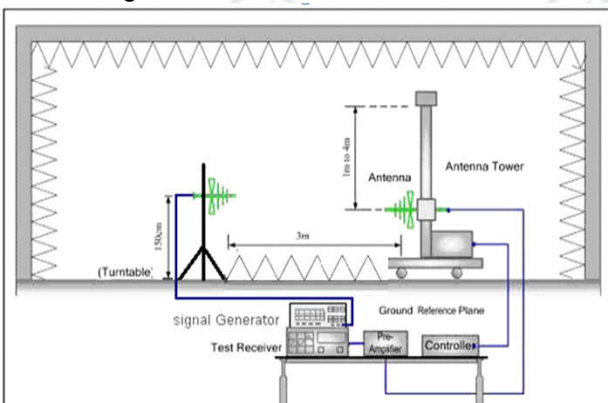 1m to 4m
Antenna
Antenna Tower
150cm
3m
(Turntable)
Ground Reference Plane
signal Generator
Test Receiver
Pre-
Amplifier
Controller